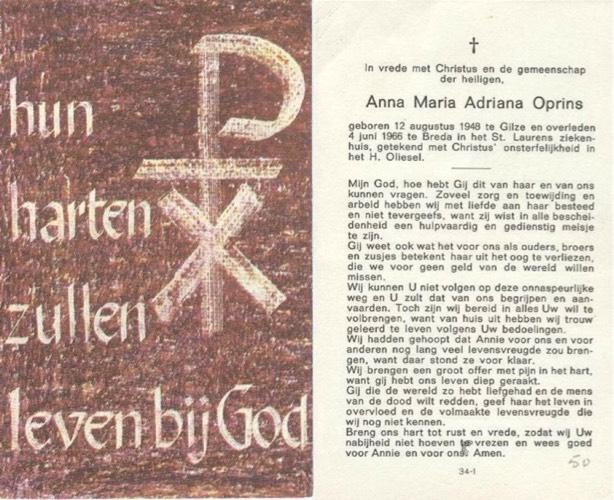 hun
harten
zullen
leven bij God
†
In vrede met Christus en de gemeenschap
der heiligen,
Anna Maria Adriana Oprins
geboren 12 augustus 1948 te Gilze en overleden
4 juni 1966 te Breda in het St. Laurens zieken-
huis, getekend met Christus' onsterfelijkheid in
het H. Oliesel.
Mijn God, hoe hebt Gij dit van haar en van ons
kunnen vragen. Zoveel zorg en toewijding en
arbeid hebben wij met liefde aan haar besteed
en niet tevergeefs, want zij wist in alle beschei-
denheid een hulpvaardig en gedienstig meisje
te zijn.
Gij weet ook wat het voor ons als ouders, broers
en zusjes betekent haar uit het oog te verliezen,
die we voor geen geld van de wereld willen
missen.
Wij kunnen U niet volgen op deze onnaspeurlijke
weg en U zult dat van ons begrijpen en aan-
vaarden. Toch zijn wij bereid in alles Uw wil te
volbrengen, want van huis uit hebben wij trouw
geleerd te leven volgens Uw bedoelingen.
Wij hadden gehoopt dat Annie voor ons en voor
anderen nog lang veel levensvreugde zou bren-
gen, want daar stond ze voor klaar.
Wij brengen een groot offer met pijn in het hart,
want gij hebt ons leven diep geraakt.
Gij die de wereld zo hebt liefgehad en de mens
van de dood wilt redden, geef haar het leven in
overvloed en de volmaakte levensvreugde die
wij nog niet kennen.
Breng ons hart tot rust en vrede, zodat wij Uw
nabijheid niet hoeven te vrezen en wees goed
voor Annie en voor ons. Amen.
50
34-I